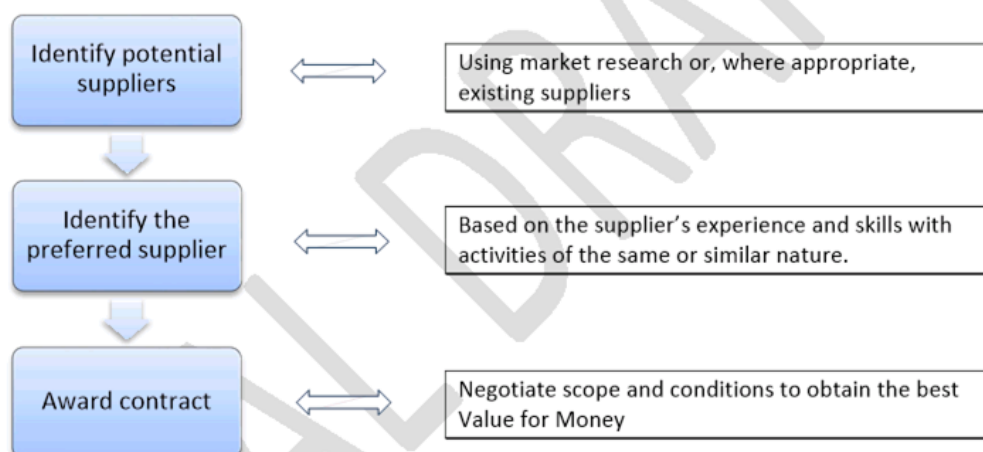 Identify potential
suppliers
Using market research or, where appropriate,
existing suppliers
Identify the
preferred supplier
Based on the supplier’s experience and skills with
activities of the same or similar nature.
Award contract
Negotiate scope and conditions to obtain the best
Value for Money